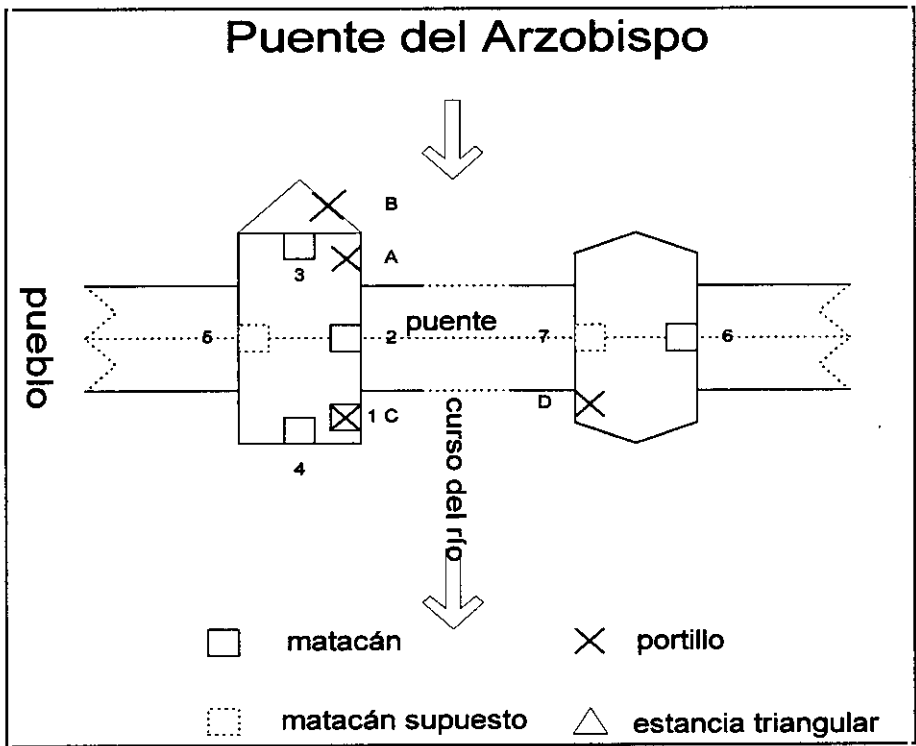 Puente del Arzobispo
B
A
3
pueblo
5
2
puente
7
6
1 C
D
4
curso del río
matacán
portillo
matacán supuesto
estancia triangular